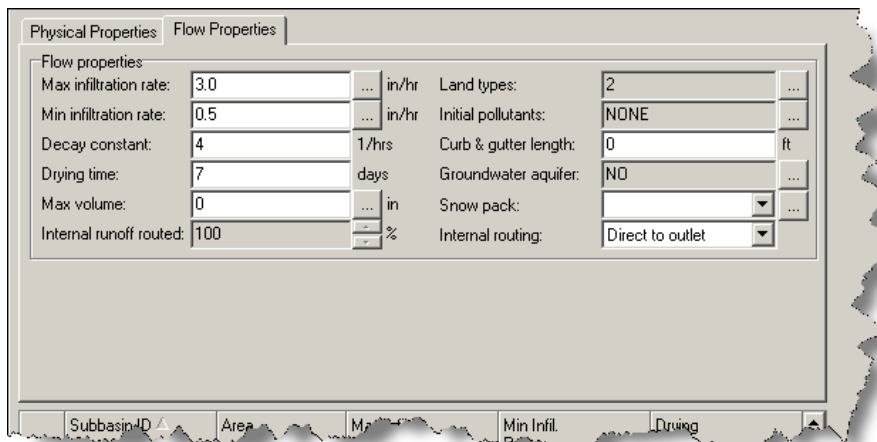 Physical Properties Flow Properties
Flow properties
Max infiltration rate: 3.0 ... in/hr Land types: 2 ...
Min infiltration rate: 0.5 ... in/hr Initial pollutants: NONE ...
Decay constant: 4 1/hrs Curb & gutter length: 0 ft
Drying time: 7 days Groundwater aquifer: NO ...
Max volume: 0 ... in Snow pack: ...
Internal runoff routed: 100 % Internal routing: Direct to outlet
Subbasin ID Area Min Infil. Drying